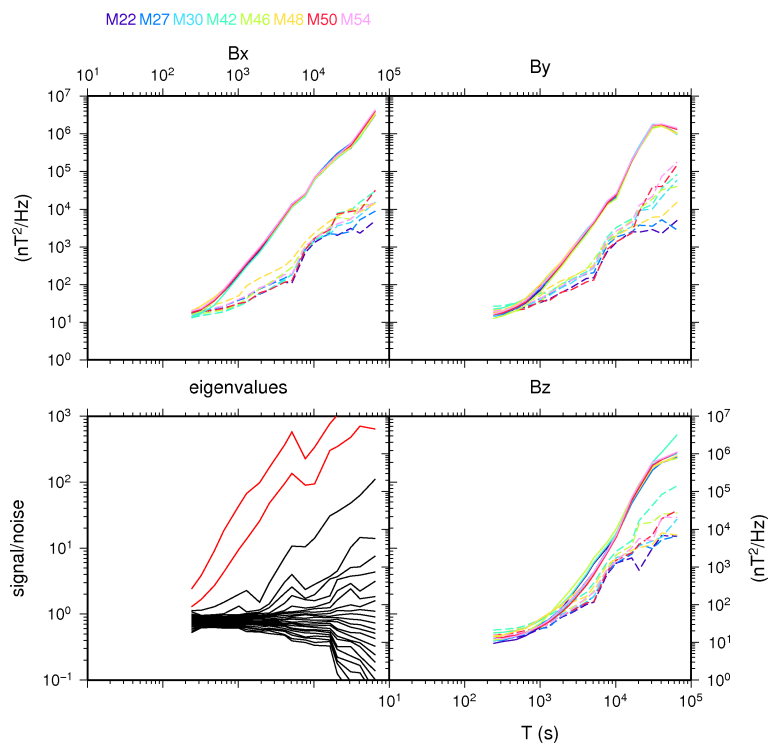 M22 M27 M30 M42 M46 M48 M50 M54
Bx
By
10¹ 10² 10³ 10⁴ 10⁵
10⁷
10⁶
10⁵
10⁴
10³
10²
10¹
10⁰
(nT²/Hz)
eigenvalues
Bz
10³
10²
10¹
10⁰
10⁻¹
signal/noise
10⁷
10⁶
10⁵
10⁴
10³
10²
10¹
10⁰
(nT²/Hz)
10¹ 10² 10³ 10⁴ 10⁵
T (s)